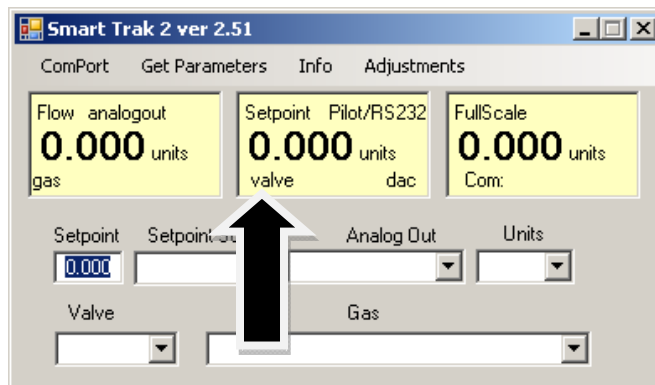 Smart Trak 2 ver 2.51
ComPort Get Parameters Info Adjustments
Flow analogout
0.000 units
gas
Setpoint Pilot/RS232
0.000 units
valve dac
FullScale
0.000 units
Com:
Setpoint Setpoint Analog Out Units
0.000
Valve Gas